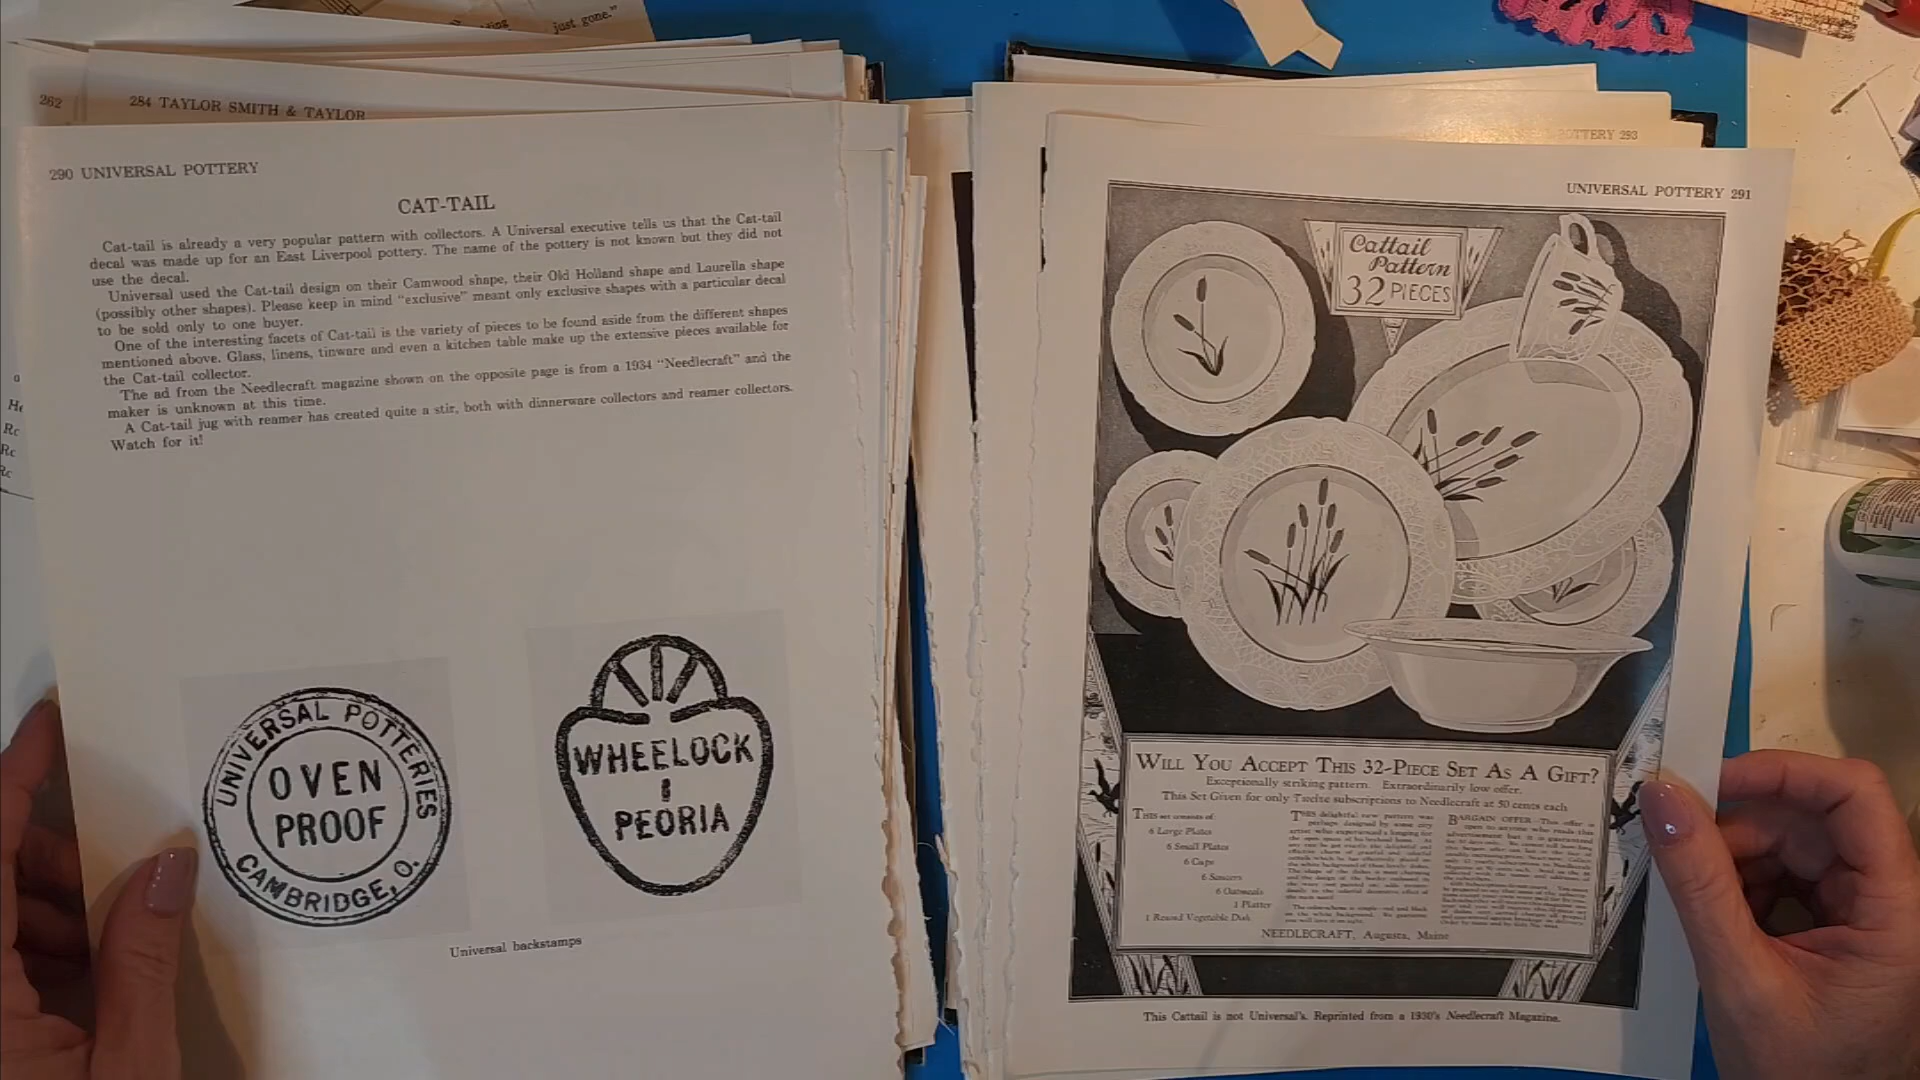 just gone."
262
284 TAYLOR SMITH & TAYLOR
290 UNIVERSAL POTTERY
CAT-TAIL
Cat-tail is already a very popular pattern with collectors. A Universal executive tells us that the Cat-tail
decal was made up for an East Liverpool pottery. The name of the pottery is not known but they did not
use the decal.
Universal used the Cat-tail design on their Camwood shape, their Old Holland shape and Laurella shape
(possibly other shapes). Please keep in mind "exclusive" meant only exclusive shapes with a particular decal
to be sold only to one buyer.
One of the interesting facets of Cat-tail is the variety of pieces to be found aside from the different shapes
mentioned above. Glass, linens, tinware and even a kitchen table make up the extensive pieces available for
the Cat-tail collector.
The ad from the Needlecraft magazine shown on the opposite page is from a 1934 "Needlecraft" and the
maker is unknown at this time.
A Cat-tail jug with reamer has created quite a stir, both with dinnerware collectors and reamer collectors.
Watch for it!
UNIVERSAL POTTERIES
OVEN
PROOF
CAMBRIDGE, O.
WHEELOCK
PEORIA
Universal backstamps
POTTERY 293
UNIVERSAL POTTERY 291
Cattail
Pattern
32 PIECES
WILL YOU ACCEPT THIS 32-PIECE SET AS A GIFT?
Exceptionally striking pattern. Extraordinarily low offer.
This Set Given for only Twelve subscriptions to Needlecraft at 50 cents each
THIS set consists of:
6 Large Plates
6 Small Plates
6 Cups
6 Saucers
6 Oatmeals
1 Platter
1 Round Vegetable Dish
THIS delightful new pattern was
BARGAIN OFFER—This offer is
NEEDLECRAFT, Augusta, Maine
This Cattail is not Universal's. Reprinted from a 1930's Needlecraft Magazine.